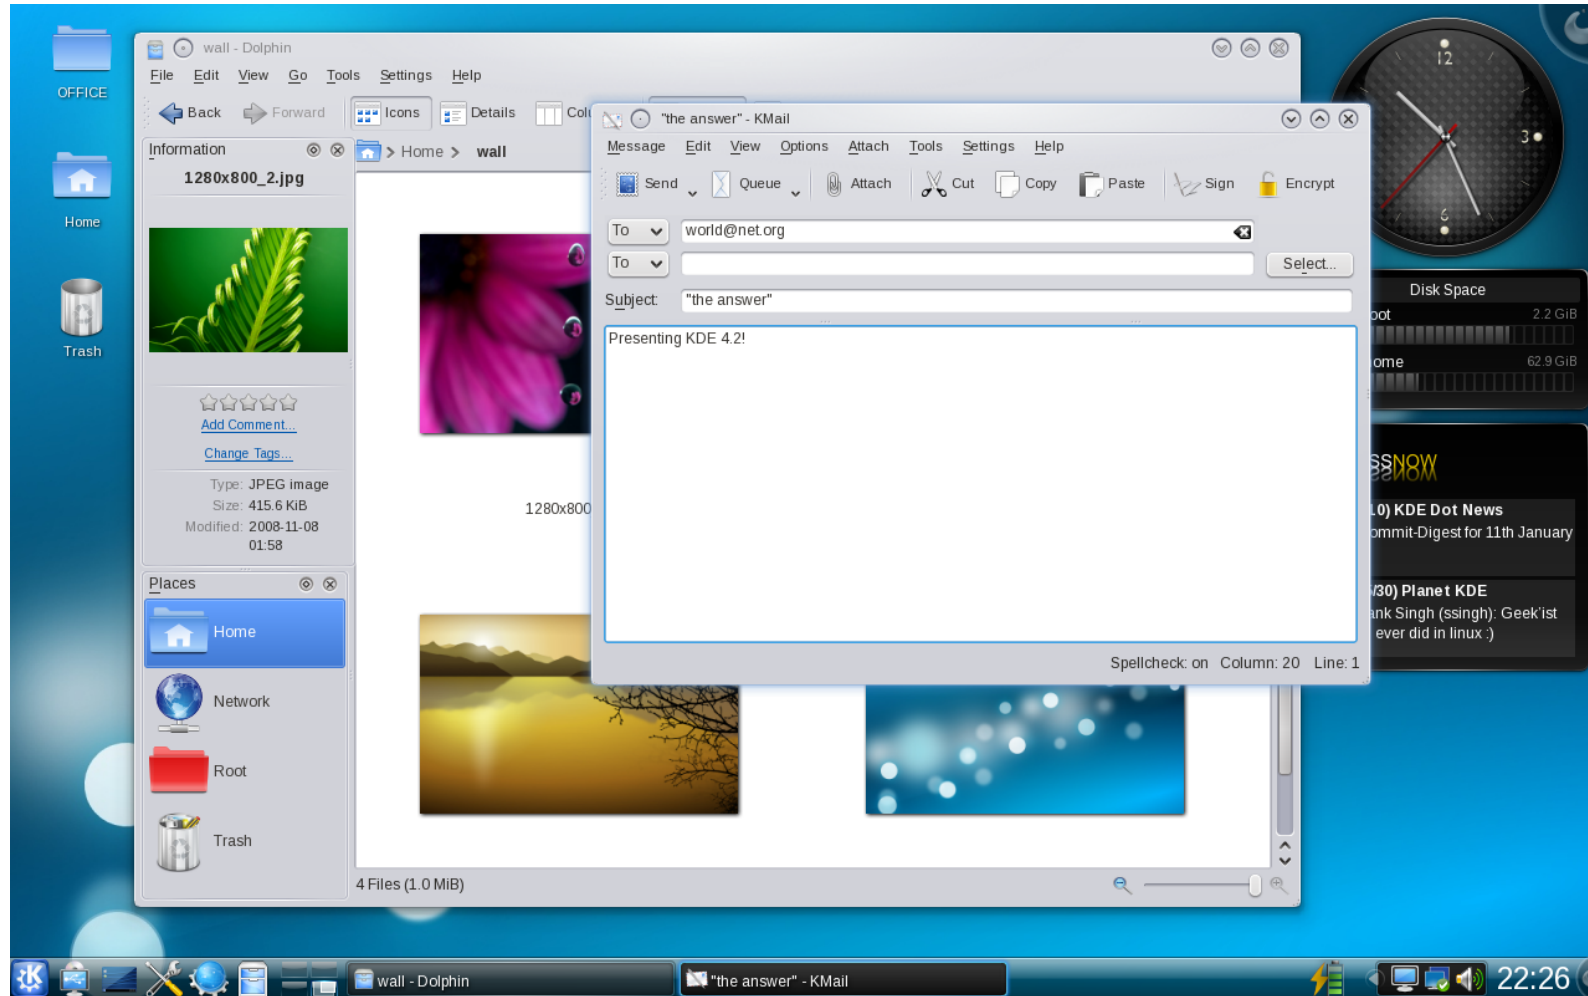 OFFICE
Home
Trash
wall - Dolphin
File Edit View Go Tools Settings Help
Back Forward Icons Details
Information
Home > wall
1280x800_2.jpg
Add Comment...
Change Tags...
Type: JPEG image
Size: 415.6 KiB
Modified: 2008-11-08
01:58
1280x800
Places
Home
Network
Root
Trash
4 Files (1.0 MiB)
"the answer" - KMail
Message Edit View Options Attach Tools Settings Help
Send Queue Attach Cut Copy Paste Sign Encrypt
To world@net.org
To Select...
Subject: "the answer"
Presenting KDE 4.2!
Spellcheck: on Column: 20 Line: 1
12
3
6
Disk Space
2.2 GiB
62.9 GiB
NOW
KDE Dot News
for 11th January
Planet KDE
Singh (ssingh): Geek'ist
ever did in linux :)
wall - Dolphin
"the answer" - KMail
22:26